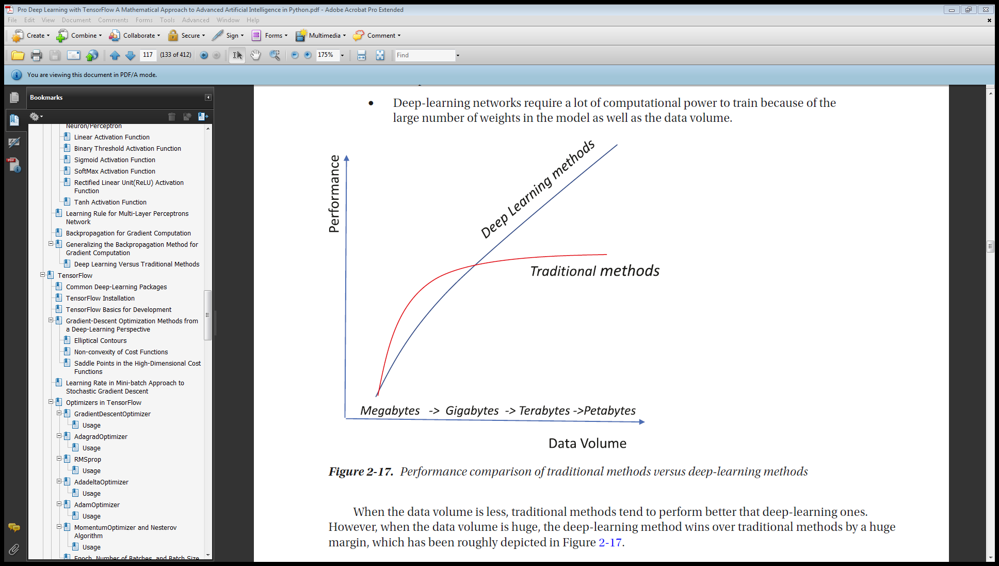 Pro Deep Learning with TensorFlow A Mathematical Approach to Advanced Artificial Intelligence in Python.pdf - Adobe Acrobat Pro Extended
File Edit View Document Comments Forms Tools Advanced Window Help
Create Combine Collaborate Secure Sign Forms Multimedia Comment
117 (133 of 412) 175% Find
You are viewing this document in PDF/A mode.
Bookmarks
Neuron/Perceptron
Linear Activation Function
Binary Threshold Activation Function
Sigmoid Activation Function
SoftMax Activation Function
Rectified Linear Unit(ReLU) Activation
Function
Tanh Activation Function
Learning Rule for Multi-Layer Perceptrons
Network
Backpropagation for Gradient Computation
Generalizing the Backpropagation Method for
Gradient Computation
Deep Learning Versus Traditional Methods
TensorFlow
Common Deep-Learning Packages
TensorFlow Installation
TensorFlow Basics for Development
Gradient-Descent Optimization Methods from
a Deep-Learning Perspective
Elliptical Contours
Non-convexity of Cost Functions
Saddle Points in the High-Dimensional Cost
Functions
Learning Rate in Mini-batch Approach to
Stochastic Gradient Descent
Optimizers in TensorFlow
GradientDescentOptimizer
Usage
AdagradOptimizer
Usage
RMSprop
Usage
AdadeltaOptimizer
Usage
AdamOptimizer
Usage
MomentumOptimizer and Nesterov
Algorithm
Usage
Epoch, Number of Batches, and Batch Size
• Deep-learning networks require a lot of computational power to train because of the
large number of weights in the model as well as the data volume.
Performance
Deep Learning methods
Traditional methods
Megabytes -> Gigabytes -> Terabytes ->Petabytes
Data Volume
Figure 2-17. Performance comparison of traditional methods versus deep-learning methods
When the data volume is less, traditional methods tend to perform better that deep-learning ones.
However, when the data volume is huge, the deep-learning method wins over traditional methods by a huge
margin, which has been roughly depicted in Figure 2-17.